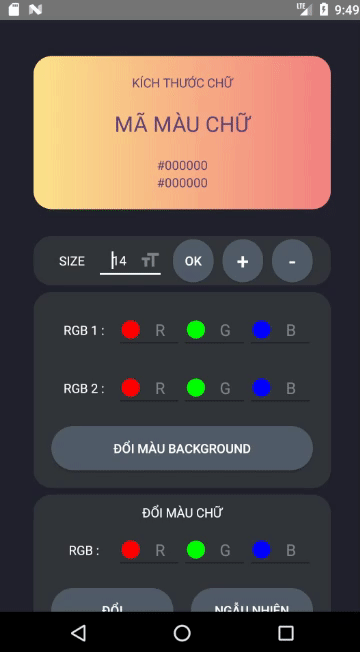 LTE 9:49
KÍCH THƯỚC CHỮ
MÃ MÀU CHỮ
#000000
#000000
SIZE 14 OK + -
RGB 1 : R G B
RGB 2 : R G B
ĐỔI MÀU BACKGROUND
ĐỔI MÀU CHỮ
RGB : R G B
ĐỔI NGẪU NHIÊN